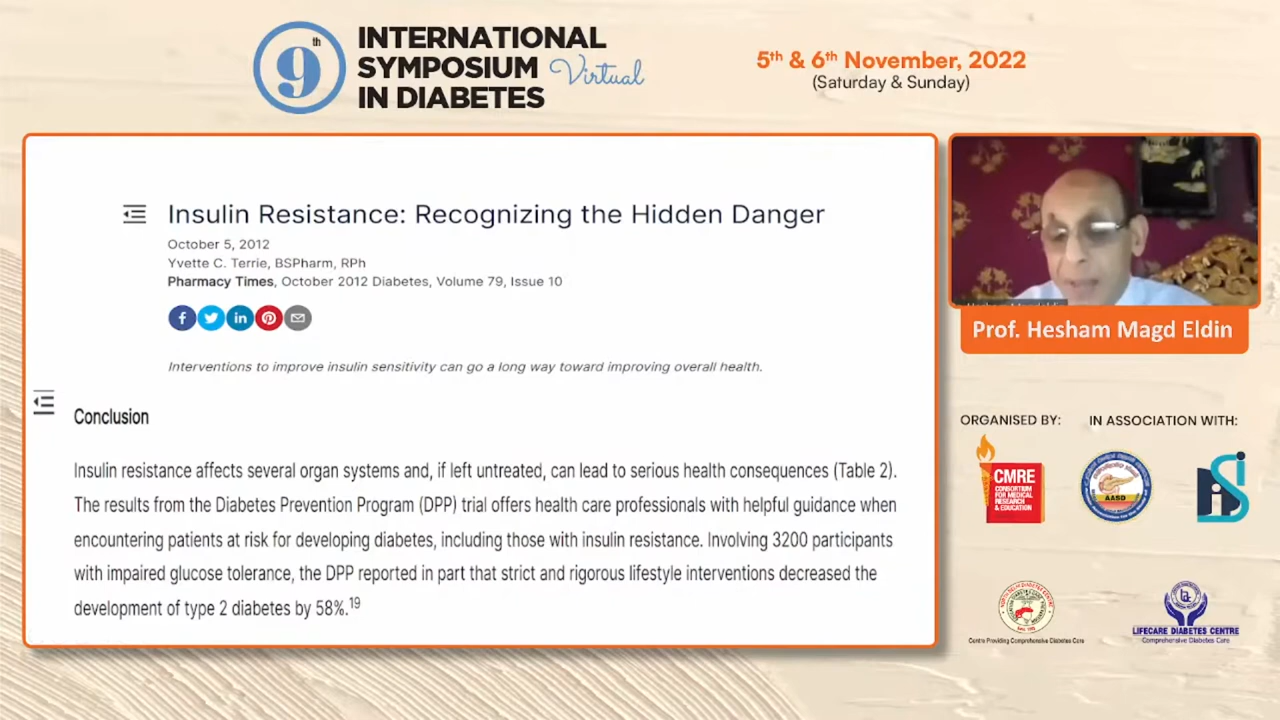 9th
INTERNATIONAL
SYMPOSIUM Virtual
IN DIABETES
5th & 6th November, 2022
(Saturday & Sunday)
Insulin Resistance: Recognizing the Hidden Danger
October 5, 2012
Yvette C. Terrie, BSPharm, RPh
Pharmacy Times, October 2012 Diabetes, Volume 79, Issue 10
Interventions to improve insulin sensitivity can go a long way toward improving overall health.
Conclusion
Insulin resistance affects several organ systems and, if left untreated, can lead to serious health consequences (Table 2).
The results from the Diabetes Prevention Program (DPP) trial offers health care professionals with helpful guidance when
encountering patients at risk for developing diabetes, including those with insulin resistance. Involving 3200 participants
with impaired glucose tolerance, the DPP reported in part that strict and rigorous lifestyle interventions decreased the
development of type 2 diabetes by 58%.19
Prof. Hesham Magd Eldin
ORGANISED BY:
IN ASSOCIATION WITH:
CMRE
CONSORTIUM
FOR MEDICAL
RESEARCH
& EDUCATION
AASD
Centre Providing Comprehensive Diabetes Care
LIFECARE DIABETES CENTRE
Comprehensive Diabetes Care